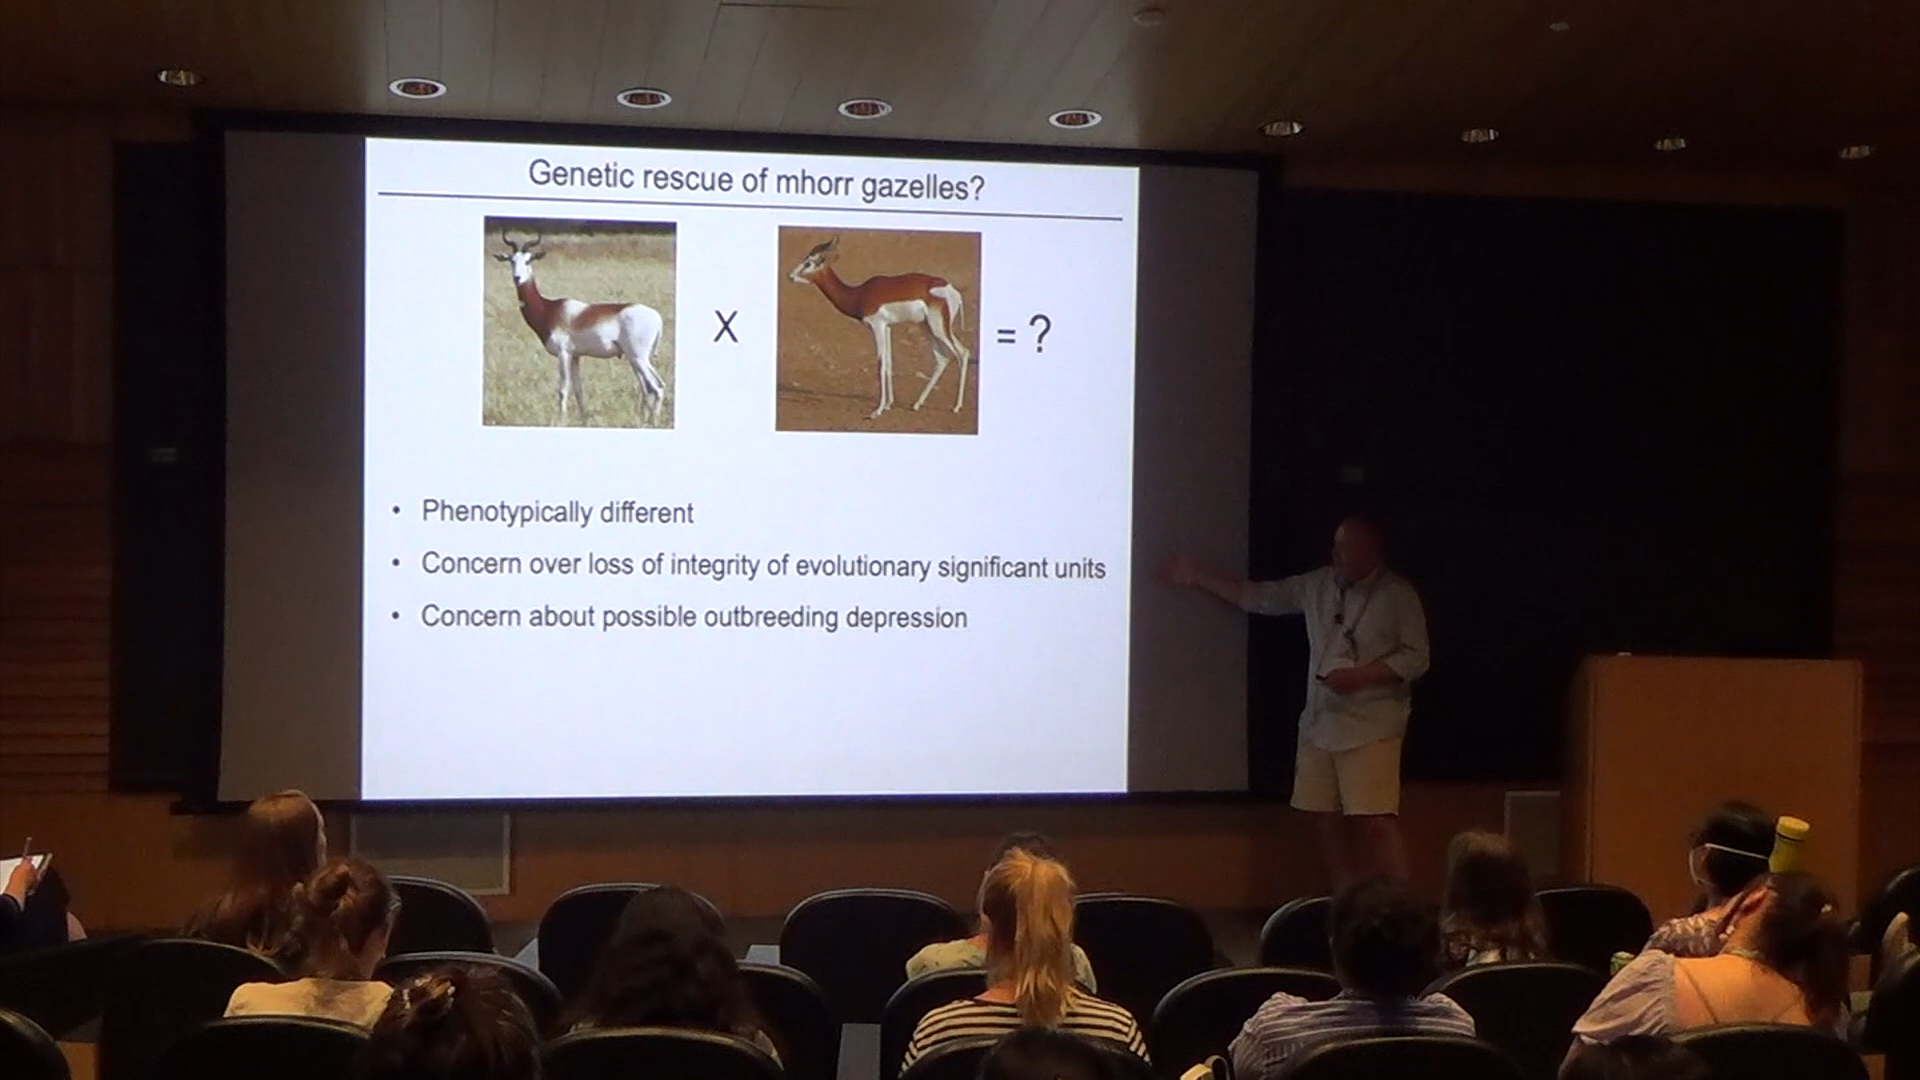 Genetic rescue of mhorr gazelles?
X
= ?
• Phenotypically different
• Concern over loss of integrity of evolutionary significant units
• Concern about possible outbreeding depression